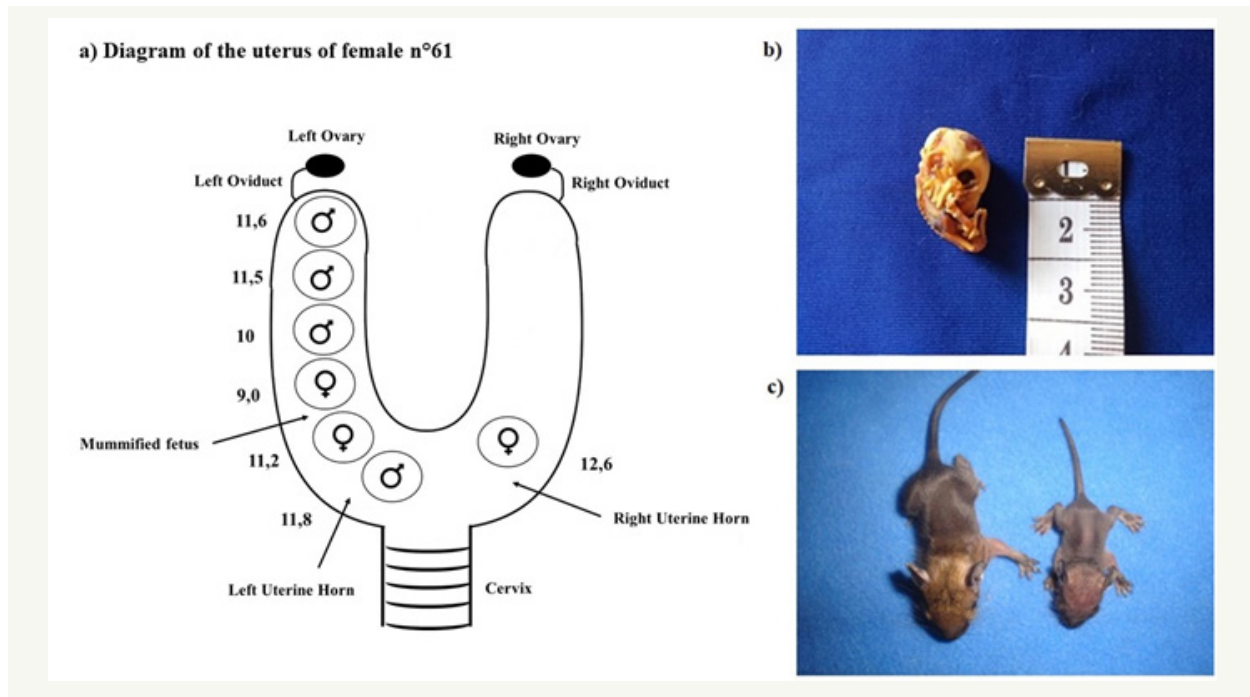 a) Diagram of the uterus of female n°61
b)
Left Ovary
Right Ovary
Left Oviduct
Right Oviduct
11,6
11,5
10
9,0
Mummified fetus
11,2
12,6
11,8
Right Uterine Horn
Left Uterine Horn
Cervix
2
3
4
c)